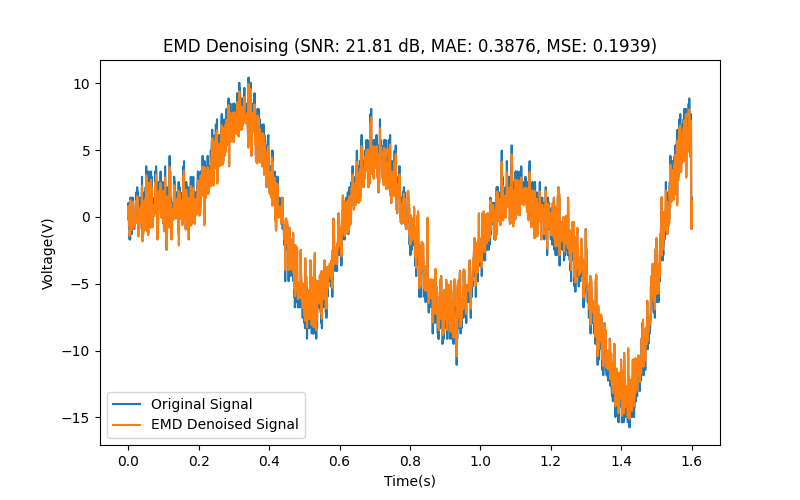 EMD Denoising (SNR: 21.81 dB, MAE: 0.3876, MSE: 0.1939)
10
5
0
−5
−10
−15
Voltage(V)
Original Signal
EMD Denoised Signal
0.0 0.2 0.4 0.6 0.8 1.0 1.2 1.4 1.6
Time(s)